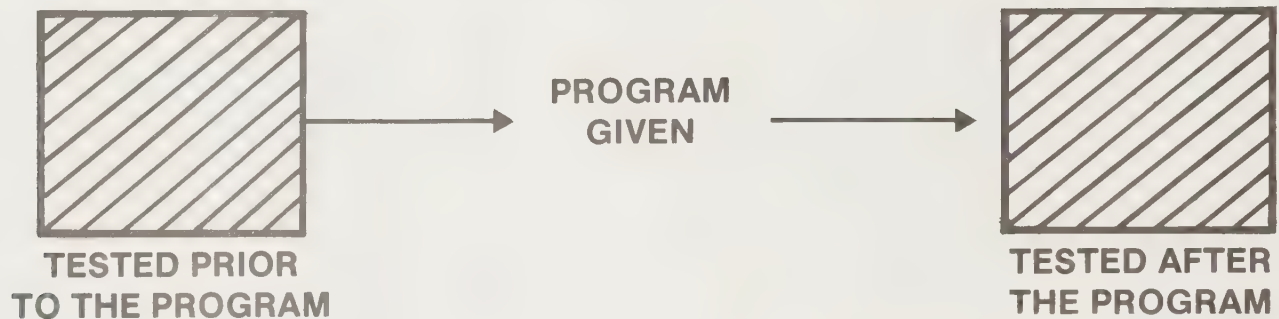 TESTED PRIOR
TO THE PROGRAM
PROGRAM
GIVEN
TESTED AFTER
THE PROGRAM